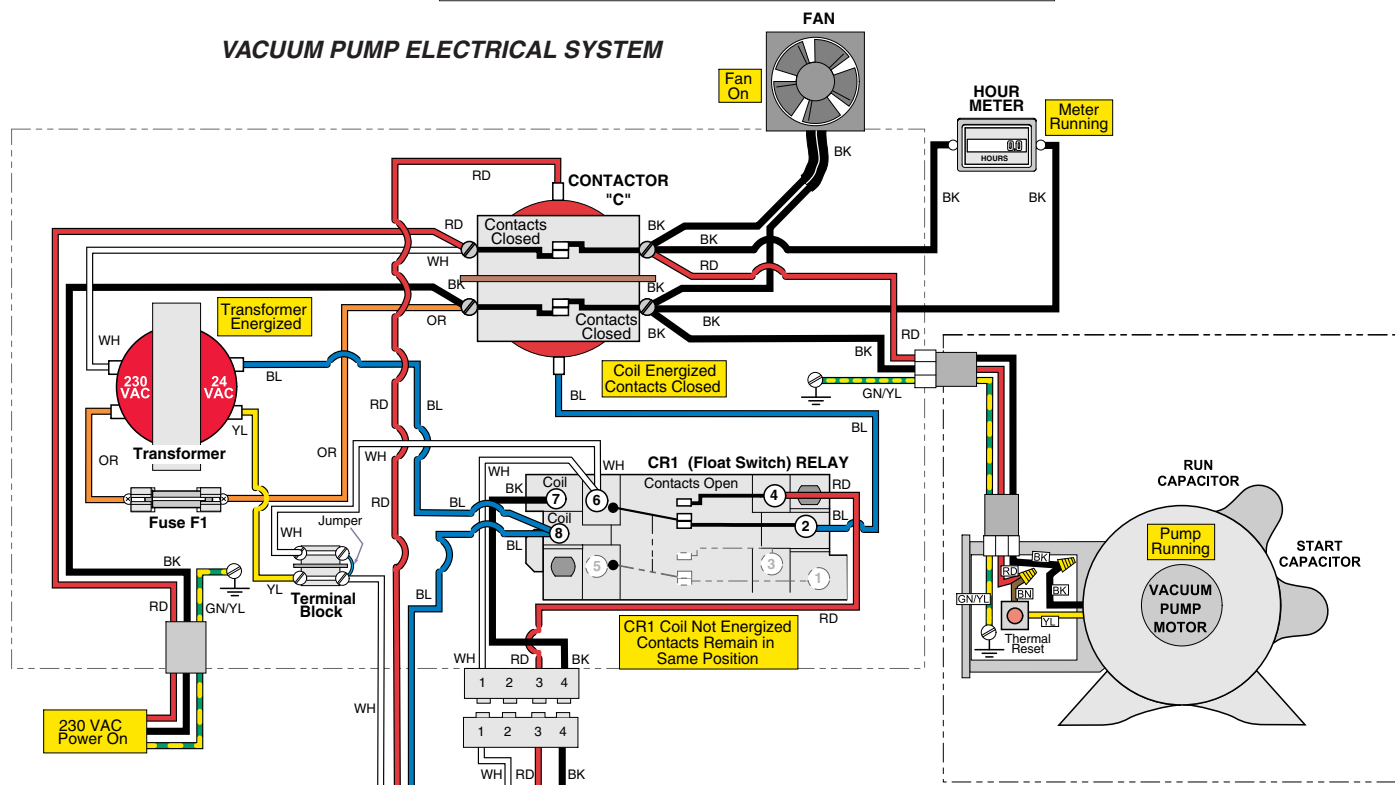 VACUUM PUMP ELECTRICAL SYSTEM
FAN
Fan
On
HOUR
METER
Meter
Running
00
HOURS
BK
BK
BK
RD
CONTACTOR
"C"
RD
Contacts
Closed
BK
BK
WH
RD
BK
BK
OR
Contacts
Closed
BK
BK
RD
BK
Transformer
Energized
WH
230
VAC
24
VAC
BL
YL
Transformer
OR
OR
Fuse F1
Coil Energized
Contacts Closed
BL
BL
GN/YL
RD
BL
WH
WH
CR1 (Float Switch) RELAY
WH
Coil
Contacts Open
BK
7
6
4
RD
RD
BL
Coil
8
2
BL
BL
5
3
1
WH
Jumper
YL
Terminal
Block
BL
RD
BK
RD
GN/YL
CR1 Coil Not Energized
Contacts Remain in
Same Position
WH
RD
BK
1 2 3 4
1 2 3 4
WH
WH
RD
BK
230 VAC
Power On
RUN
CAPACITOR
START
CAPACITOR
Pump
Running
VACUUM
PUMP
MOTOR
BK
RD
BN
BK
GN/YL
YL
Thermal
Reset